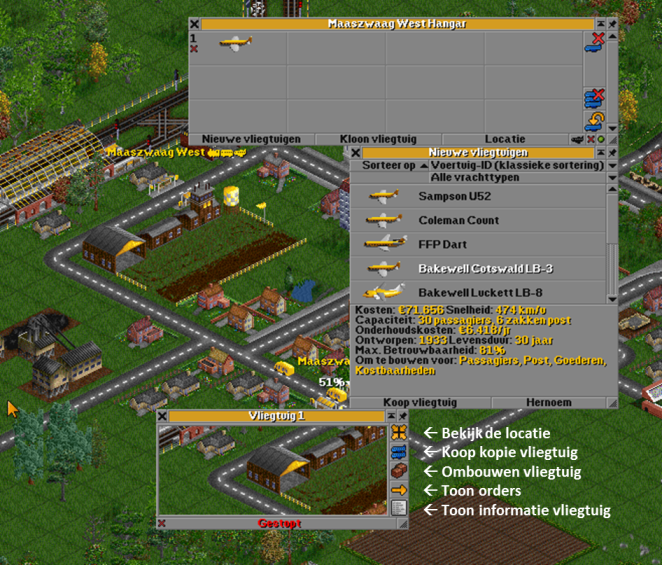 Maaszwaag West Hangar
1
Nieuwe vliegtuigen
Kloon vliegtuig
Locatie
Maaszwaag West
Nieuwe vliegtuigen
Sorteer op
Voertuig-ID (klassieke sortering)
Alle vrachttypen
Sampson U52
Coleman Count
FFP Dart
Bakewell Cotswald LB-3
Bakewell Luckett LB-8
Kosten: €71.656 Snelheid: 474 km/u
Capaciteit: 30 passagiers, 6 zakken post
Onderhoudskosten: €6.418/jr
Ontworpen: 1933 Levensduur: 30 jaar
Max. Betrouwbaarheid: 81%
Om te bouwen voor: Passagiers, Post, Goederen,
Kostbaarheden
Koop vliegtuig
Hernoem
Maaszwa
51%
Vliegtuig 1
Gestopt
← Bekijk de locatie
← Koop kopie vliegtuig
← Ombouwen vliegtuig
← Toon orders
← Toon informatie vliegtuig